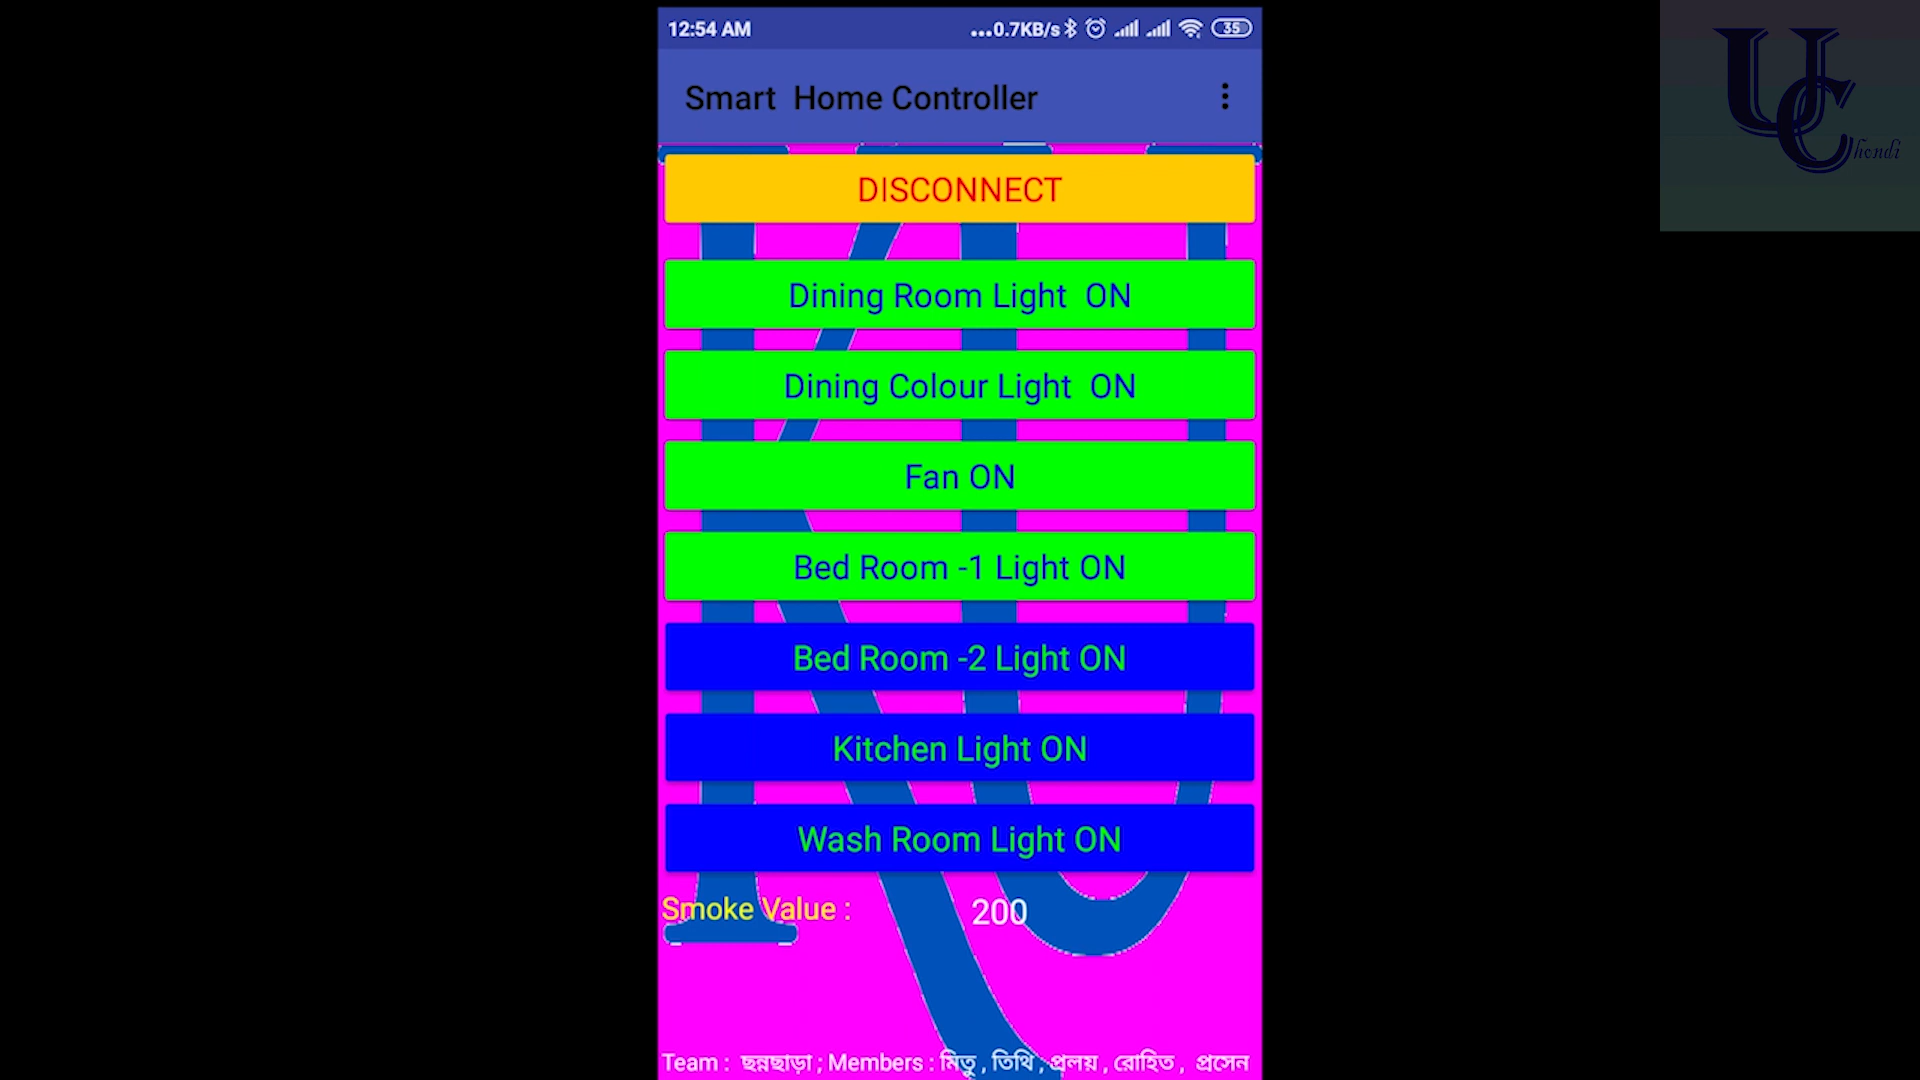 12:54 AM ...0.7KB/s 35
UChondi
Smart  Home Controller
DISCONNECT
Dining Room Light  ON
Dining Colour Light  ON
Fan ON
Bed Room -1 Light ON
Bed Room -2 Light ON
Kitchen Light ON
Wash Room Light ON
Smoke Value : 200
Team : ছন্নছাড়া ; Members : মিতু , তিথি , প্রলয় , রোহিত , প্রসেন